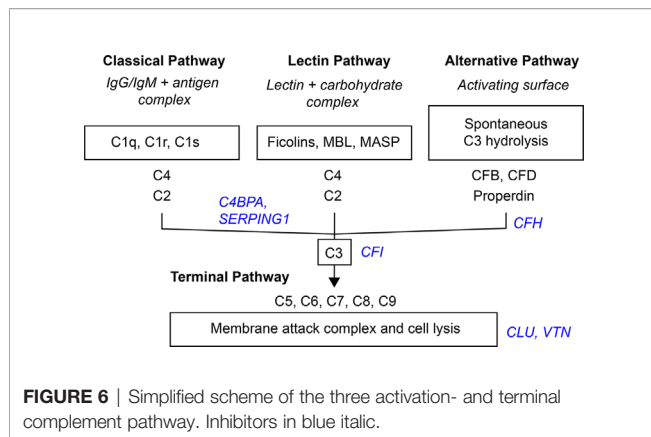 Classical Pathway
IgG/IgM + antigen
complex
Lectin Pathway
Lectin + carbohydrate
complex
Alternative Pathway
Activating surface
C1q, C1r, C1s
Ficolins, MBL, MASP
Spontaneous
C3 hydrolysis
C4
C2
C4BPA,
SERPING1
C4
C2
CFB, CFD
Properdin
CFH
C3
CFI
Terminal Pathway
C5, C6, C7, C8, C9
Membrane attack complex and cell lysis
CLU, VTN
FIGURE 6 | Simplified scheme of the three activation- and terminal
complement pathway. Inhibitors in blue italic.